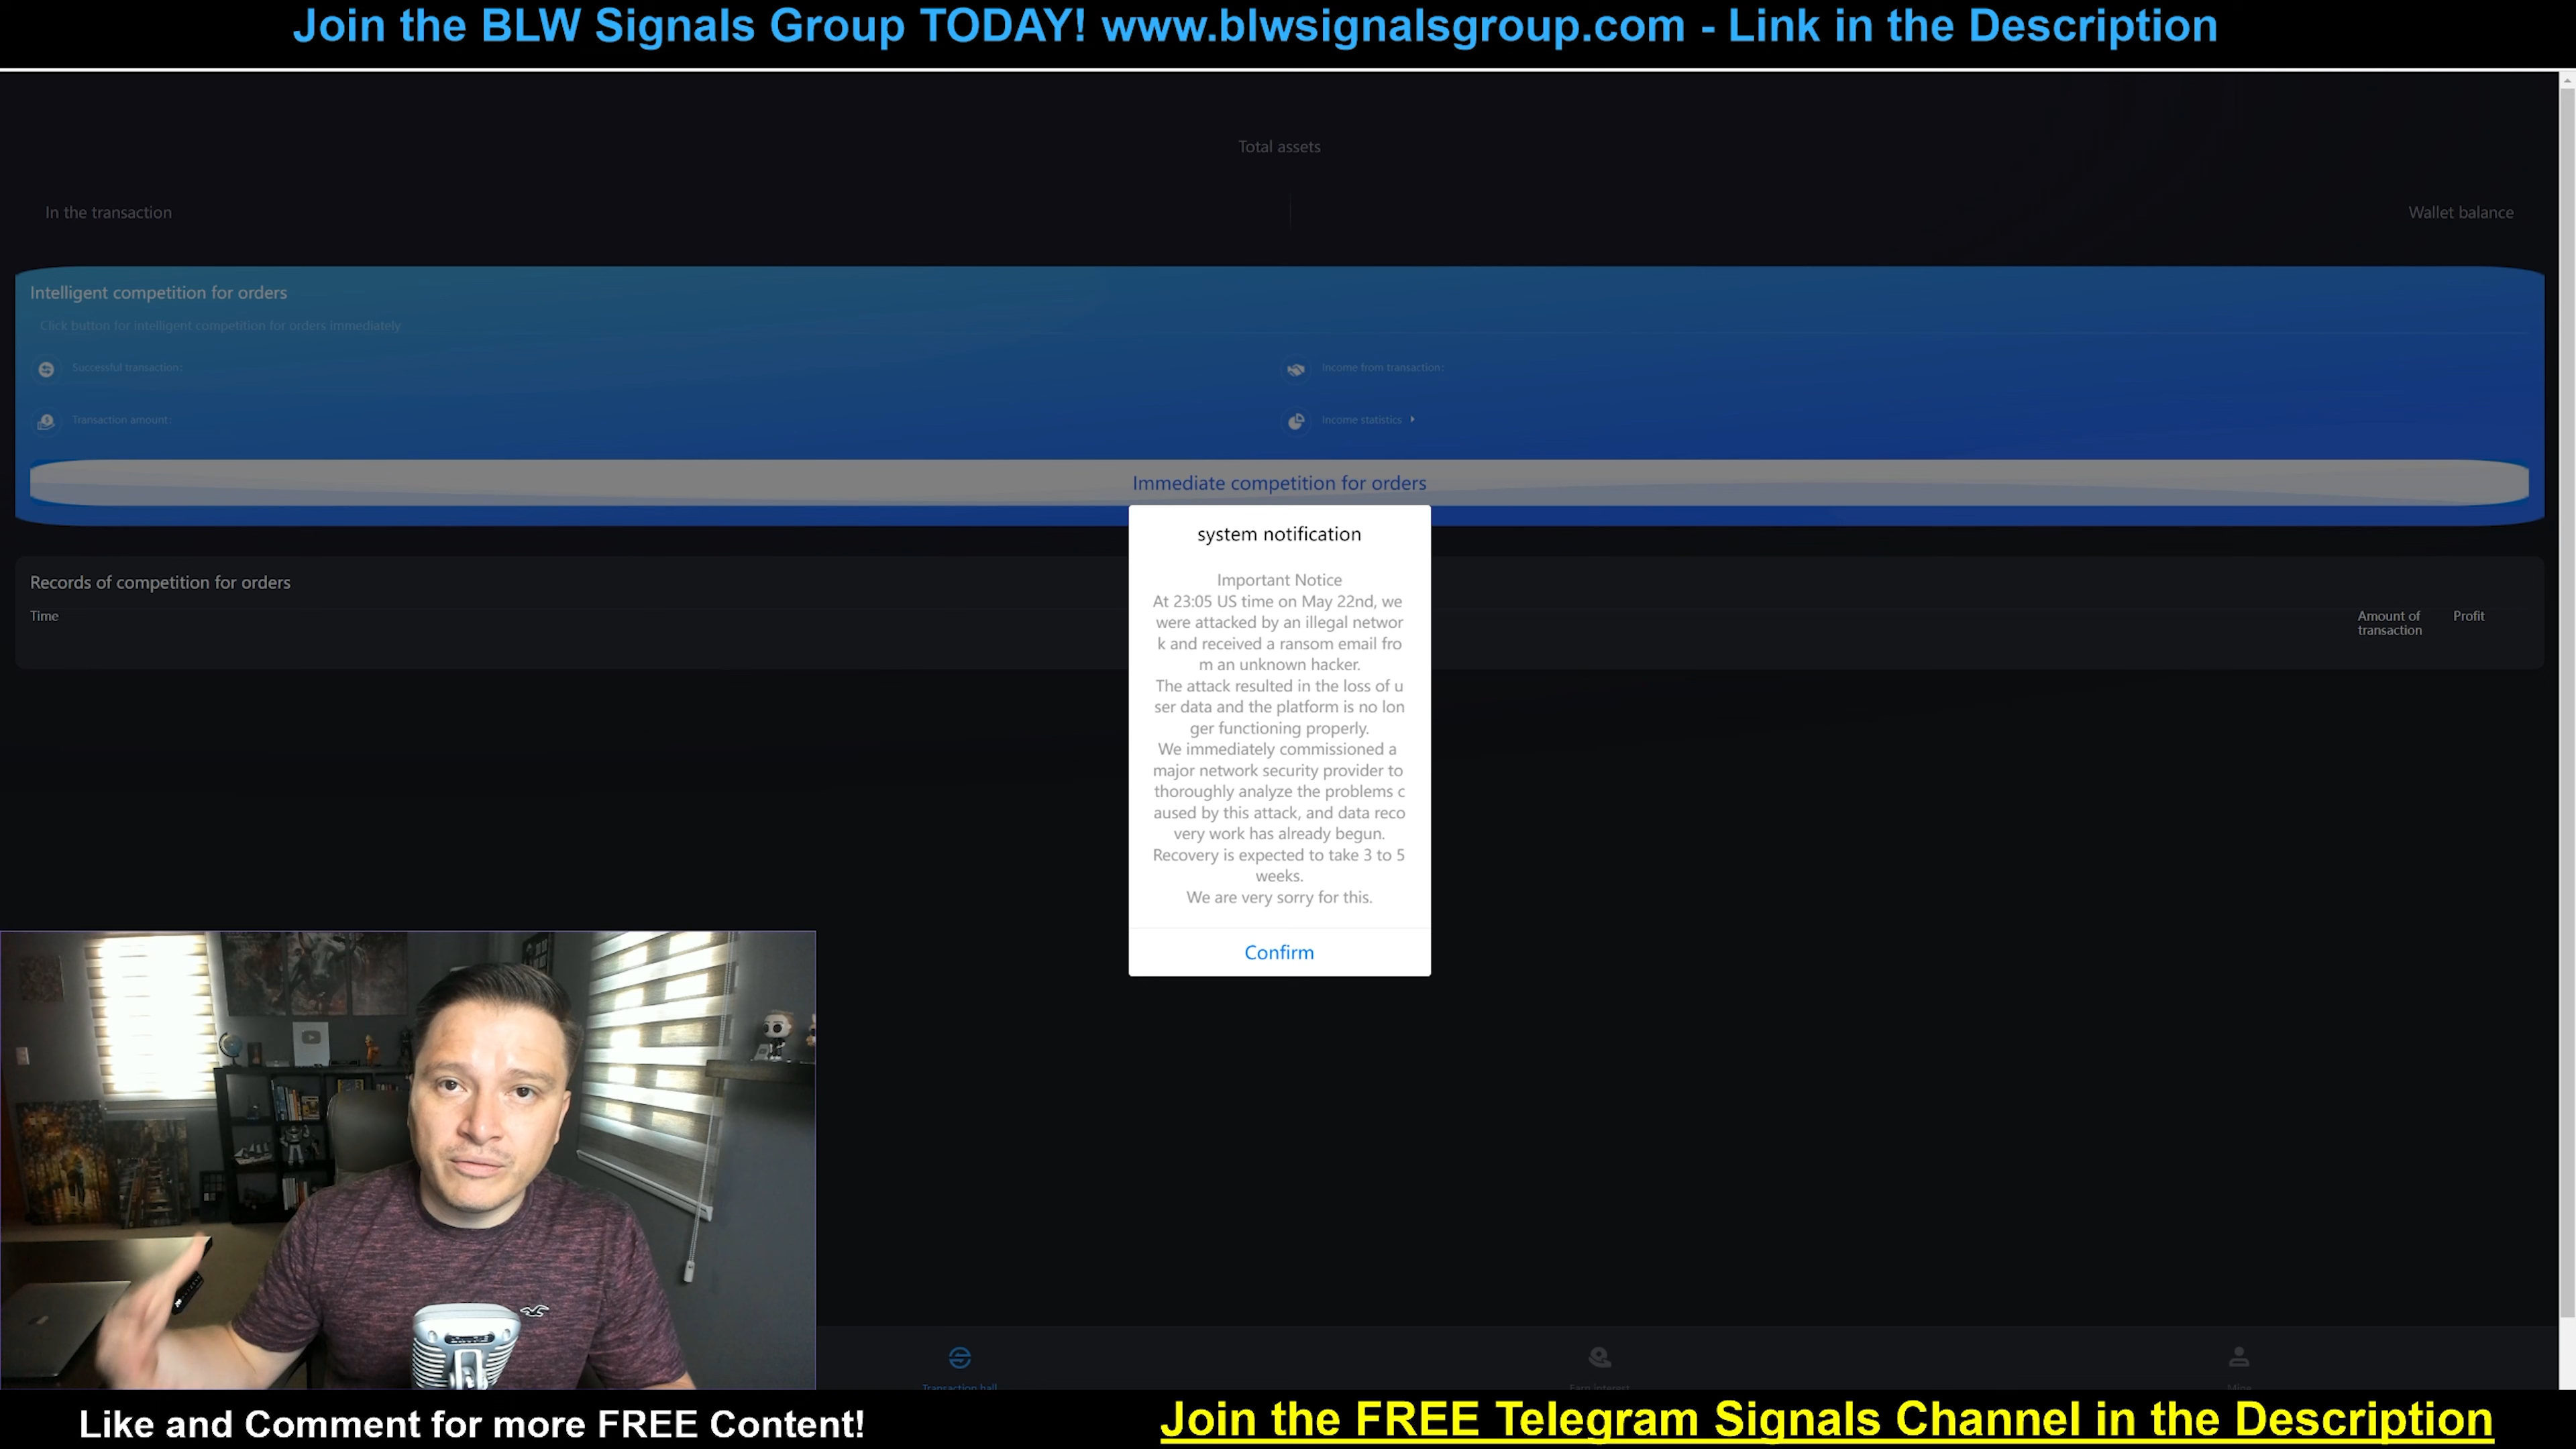 Join the BLW Signals Group TODAY! www.blwsignalsgroup.com - Link in the Description
Total assets
In the transaction
Wallet balance
Intelligent competition for orders
Click button for intelligent competition for orders immediately
Successful transaction:
Income from transaction:
Transaction amount:
Income statistics
Immediate competition for orders
system notification
Important Notice
At 23:05 US time on May 22nd, we
were attacked by an illegal networ
k and received a ransom email fro
m an unknown hacker.
The attack resulted in the loss of u
ser data and the platform is no lon
ger functioning properly.
We immediately commissioned a
major network security provider to
thoroughly analyze the problems c
aused by this attack, and data reco
very work has already begun.
Recovery is expected to take 3 to 5
weeks.
We are very sorry for this.
Confirm
Records of competition for orders
Time
Amount of
transaction
Profit
Transaction hall
Earn interest
Mine
Like and Comment for more FREE Content!
Join the FREE Telegram Signals Channel in the Description